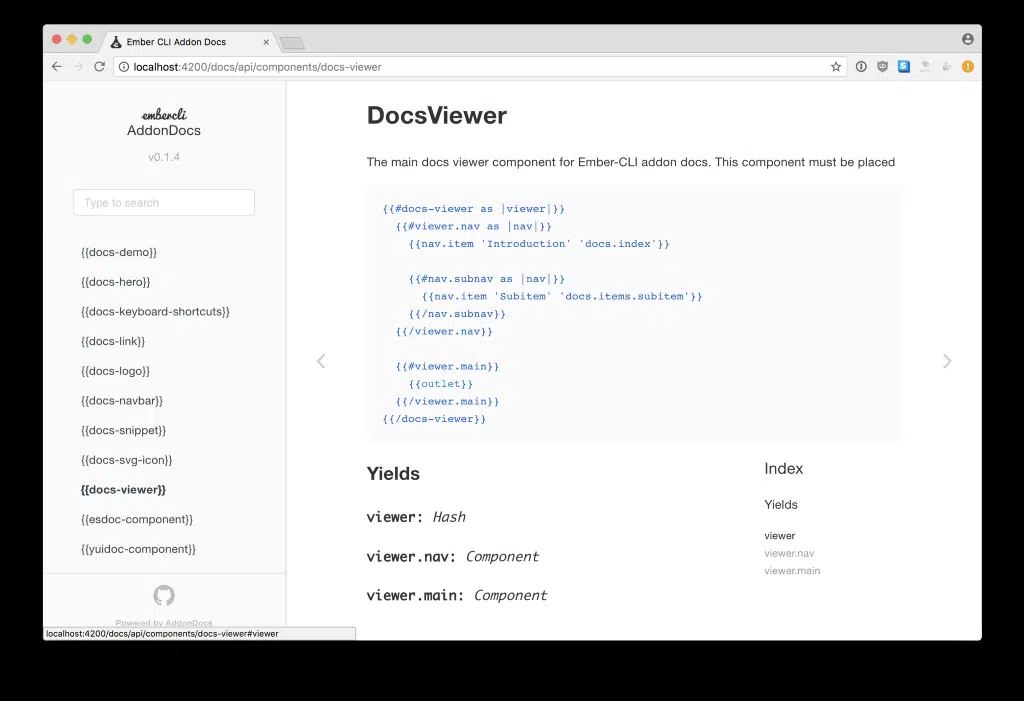 Ember CLI Addon Docs
localhost:4200/docs/api/components/docs-viewer
embercli
AddonDocs
v0.1.4
Type to search
{{docs-demo}}
{{docs-hero}}
{{docs-keyboard-shortcuts}}
{{docs-link}}
{{docs-logo}}
{{docs-navbar}}
{{docs-snippet}}
{{docs-svg-icon}}
{{docs-viewer}}
{{esdoc-component}}
{{yuidoc-component}}
Powered by AddonDocs
localhost:4200/docs/api/components/docs-viewer#viewer
DocsViewer
The main docs viewer component for Ember-CLI addon docs. This component must be placed
{{#docs-viewer as |viewer|}}
{{#viewer.nav as |nav|}}
{{nav.item 'Introduction' 'docs.index'}}
{{#nav.subnav as |nav|}}
{{nav.item 'Subitem' 'docs.items.subitem'}}
{{/nav.subnav}}
{{/viewer.nav}}
{{#viewer.main}}
{{outlet}}
{{/viewer.main}}
{{/docs-viewer}}
Yields
viewer: Hash
viewer.nav: Component
viewer.main: Component
Index
Yields
viewer
viewer.nav
viewer.main